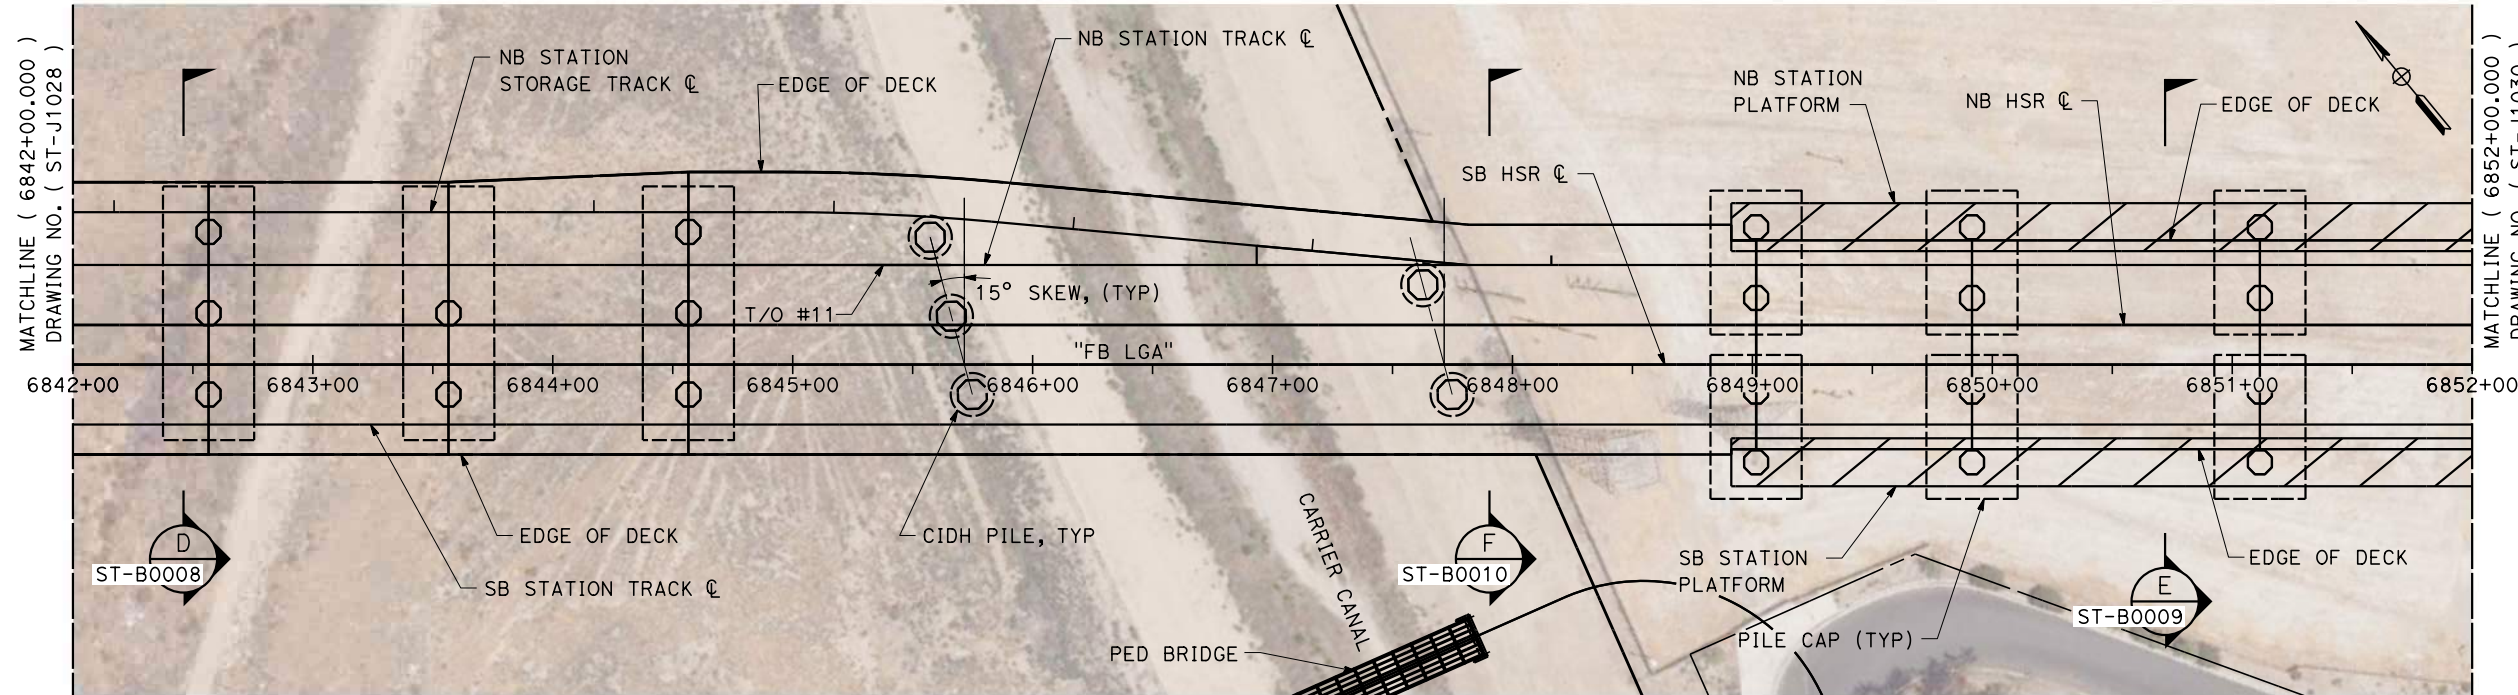 MATCHLINE ( 6842+00.000 )
DRAWING NO. ( ST-J1028 )
NB STATION
STORAGE TRACK ℄
EDGE OF DECK
NB STATION TRACK ℄
SB HSR ℄
NB STATION
PLATFORM
NB HSR ℄
EDGE OF DECK
MATCHLINE ( 6852+00.000 )
DRAWING NO. ( ST-J1030 )
15° SKEW, (TYP)
T/O #11
"FB LGA"
6842+00
6843+00
6844+00
6845+00
6846+00
6847+00
6848+00
6849+00
6850+00
6851+00
6852+00
D
ST-B0008
EDGE OF DECK
SB STATION TRACK ℄
CIDH PILE, TYP
CARRIER CANAL
PED BRIDGE
F
ST-B0010
SB STATION
PLATFORM
PILE CAP (TYP)
E
ST-B0009
EDGE OF DECK